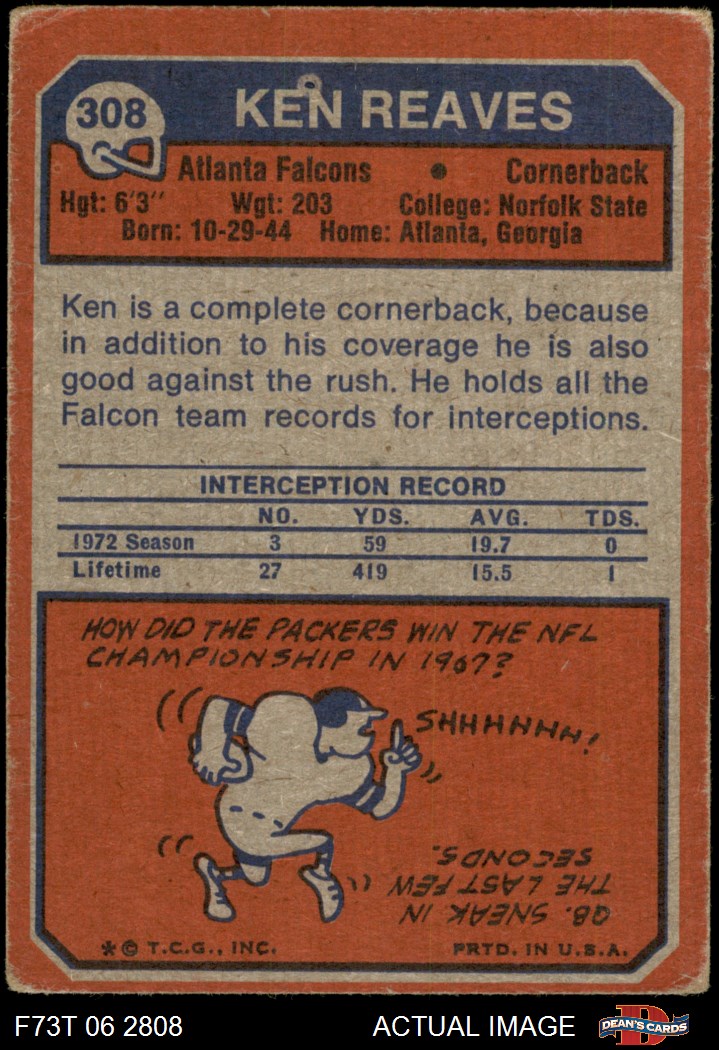 308
KEN REAVES
Atlanta Falcons • Cornerback
Hgt: 6'3" Wgt: 203 College: Norfolk State
Born: 10-29-44 Home: Atlanta, Georgia
Ken is a complete cornerback, because
in addition to his coverage he is also
good against the rush. He holds all the
Falcon team records for interceptions.
INTERCEPTION RECORD
NO. YDS. AVG. TDS.
1972 Season 3 59 19.7 0
Lifetime 27 419 15.5 1
HOW DID THE PACKERS WIN THE NFL
CHAMPIONSHIP IN 1967?
SHHHHHH!
QB. SNEAK IN
THE LAST FEW
SECONDS.
* © T.C.G., INC. PRTD. IN U.S.A.
F73T 06 2808 ACTUAL IMAGE
D
DEAN'S CARDS